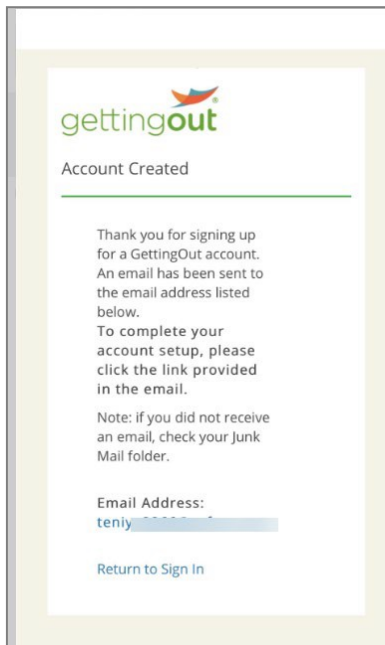 gettingout
Account Created
Thank you for signing up
for a GettingOut account.
An email has been sent to
the email address listed
below.
To complete your
account setup, please
click the link provided
in the email.
Note: if you did not receive
an email, check your Junk
Mail folder.
Email Address:
Return to Sign In